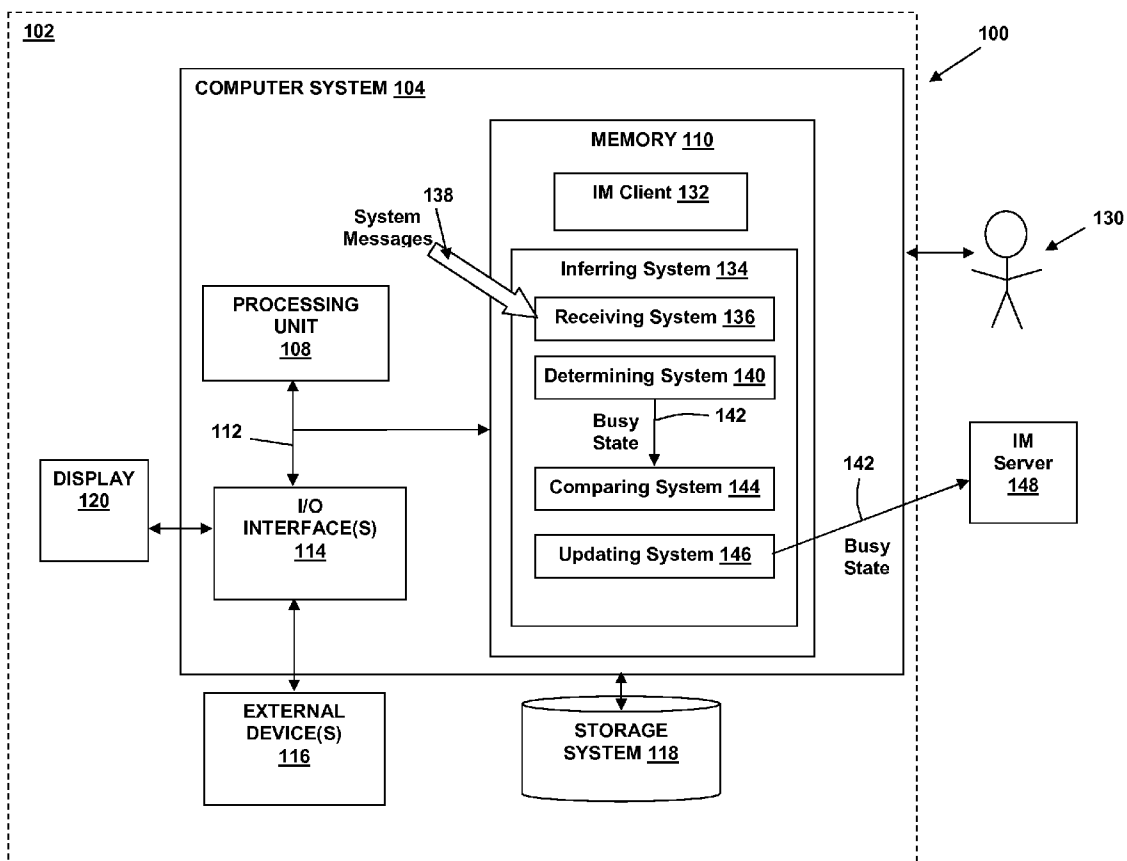 102
100
COMPUTER SYSTEM 104
MEMORY 110
IM Client 132
138
System
Messages
130
Inferring System 134
Receiving System 136
PROCESSING
UNIT
108
Determining System 140
Busy
State
142
112
Comparing System 144
IM
Server
148
DISPLAY
120
142
I/O
INTERFACE(S)
114
Updating System 146
Busy
State
EXTERNAL
DEVICE(S)
116
STORAGE
SYSTEM 118